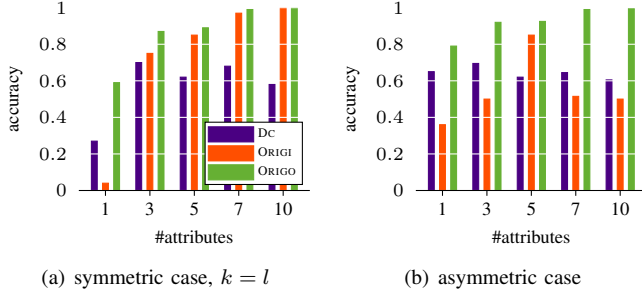 1
0.8
0.6
0.4
0.2
0
accuracy
1 3 5 7 10
#attributes
DC
ORIGI
ORIGO
(a) symmetric case, k = l
1
0.8
0.6
0.4
0.2
0
accuracy
1 3 5 7 10
#attributes
(b) asymmetric case